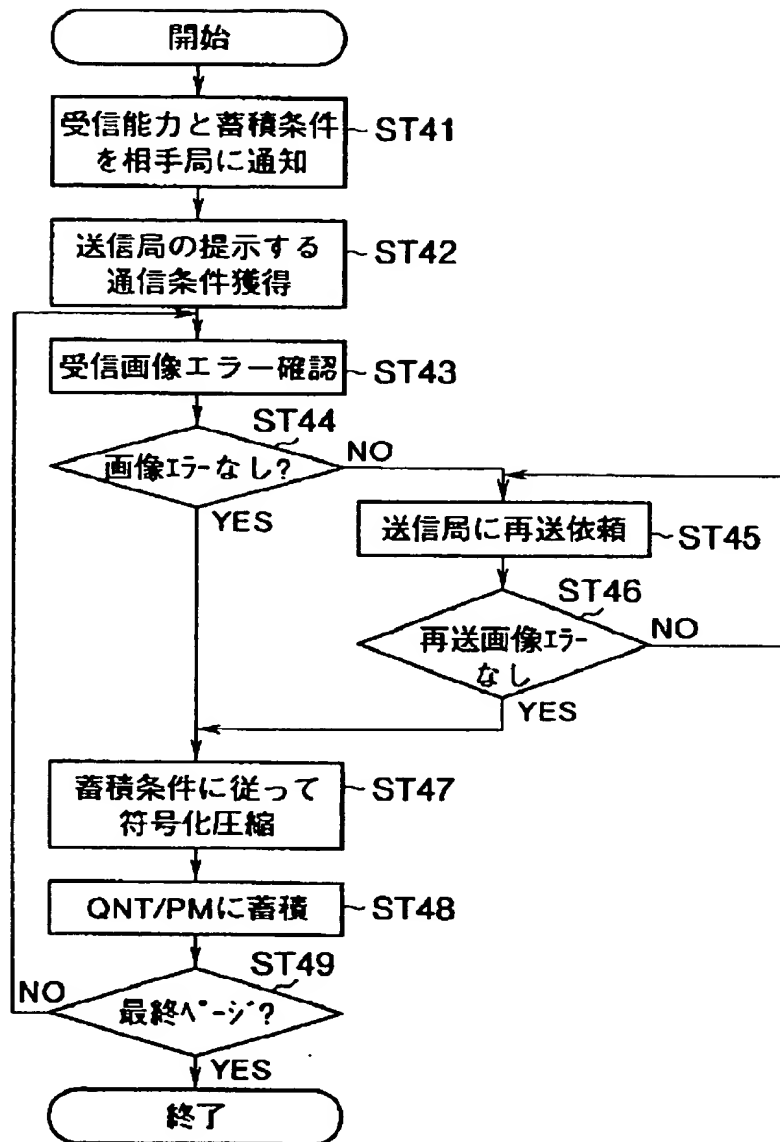 開始
受信能力と蓄積条件
を相手局に通知
ST41
送信局の提示する
通信条件獲得
ST42
受信画像エラー確認
ST43
ST44
画像エラーなし?
NO
YES
送信局に再送依頼
ST45
ST46
再送画像エラー
なし
NO
YES
蓄積条件に従って
符号化圧縮
ST47
QNT/PMに蓄積
ST48
ST49
最終ページ?
NO
YES
終了